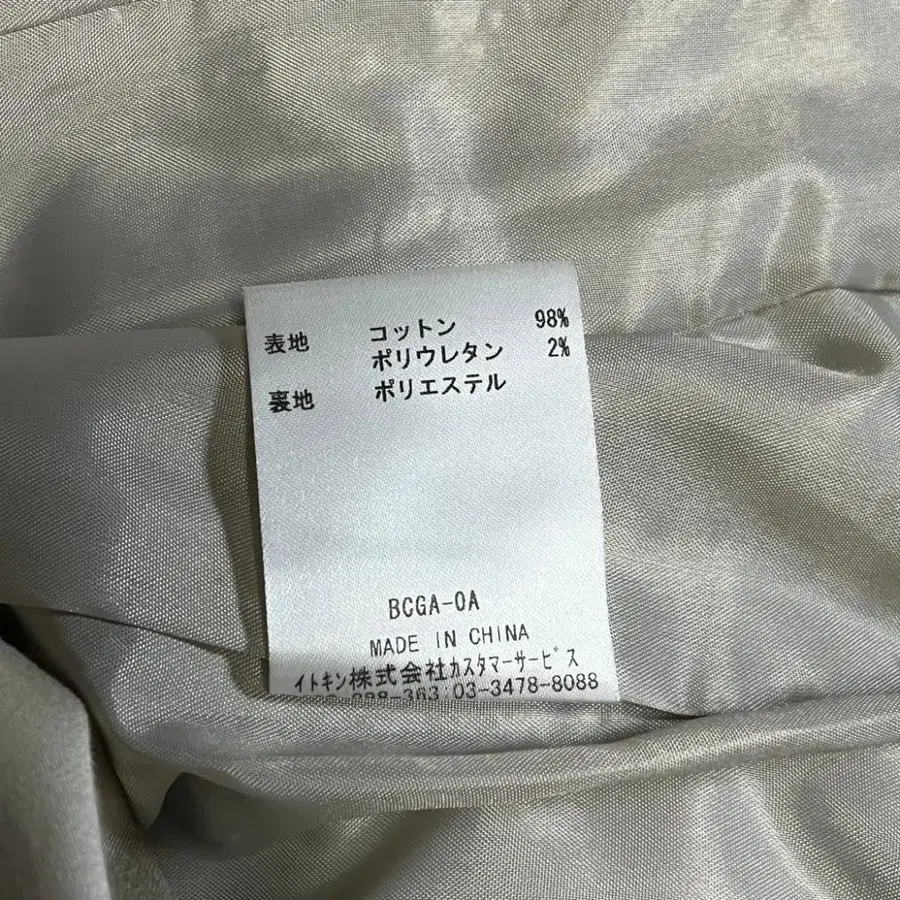 表地 コットン 98%
ポリウレタン 2%
裏地 ポリエステル
BCGA-0A
MADE IN CHINA
イトキン株式会社カスタマーサービス
03-3478-8088